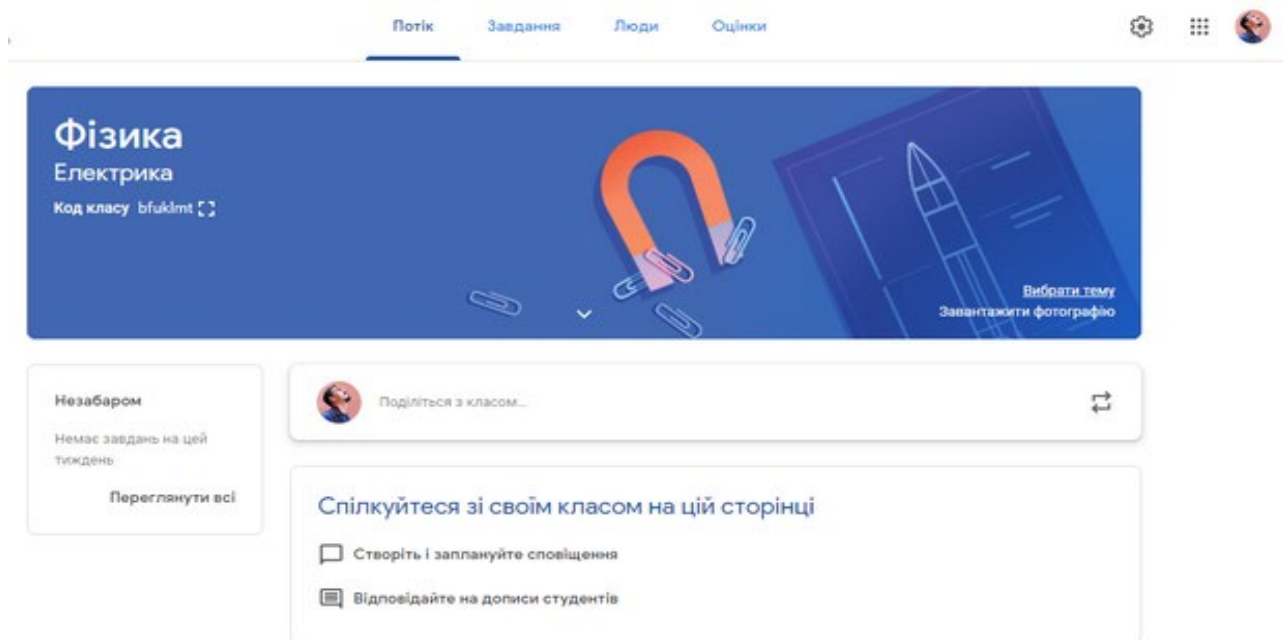 Потік Завдання Люди Оцінки
Фізика
Електрика
Код класу bfuklmt
Вибрати тему
Завантажити фотографію
Незабаром
Немає завдань на цей
тиждень
Переглянути всі
Поділіться з класом...
Спілкуйтеся зі своїм класом на цій сторінці
Створіть і заплануйте сповіщення
Відповідайте на дописи студентів